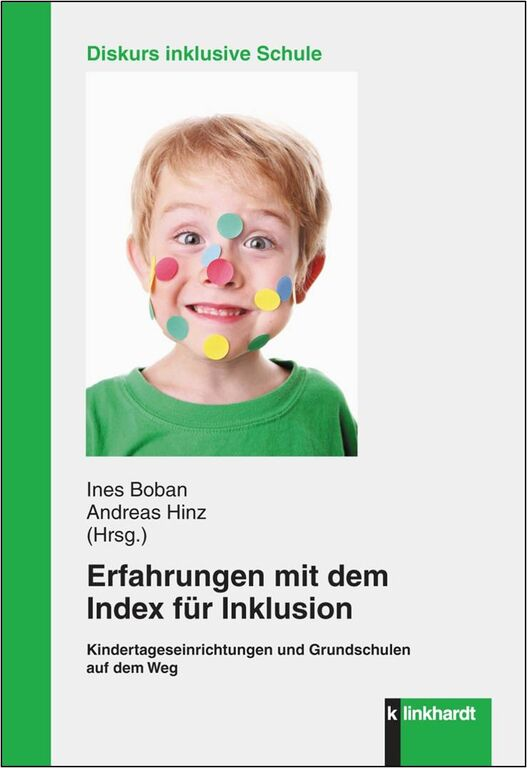 Diskurs inklusive Schule
Ines Boban
Andreas Hinz
(Hrsg.)
Erfahrungen mit dem
Index für Inklusion
Kindertageseinrichtungen und Grundschulen
auf dem Weg
klinkhardt